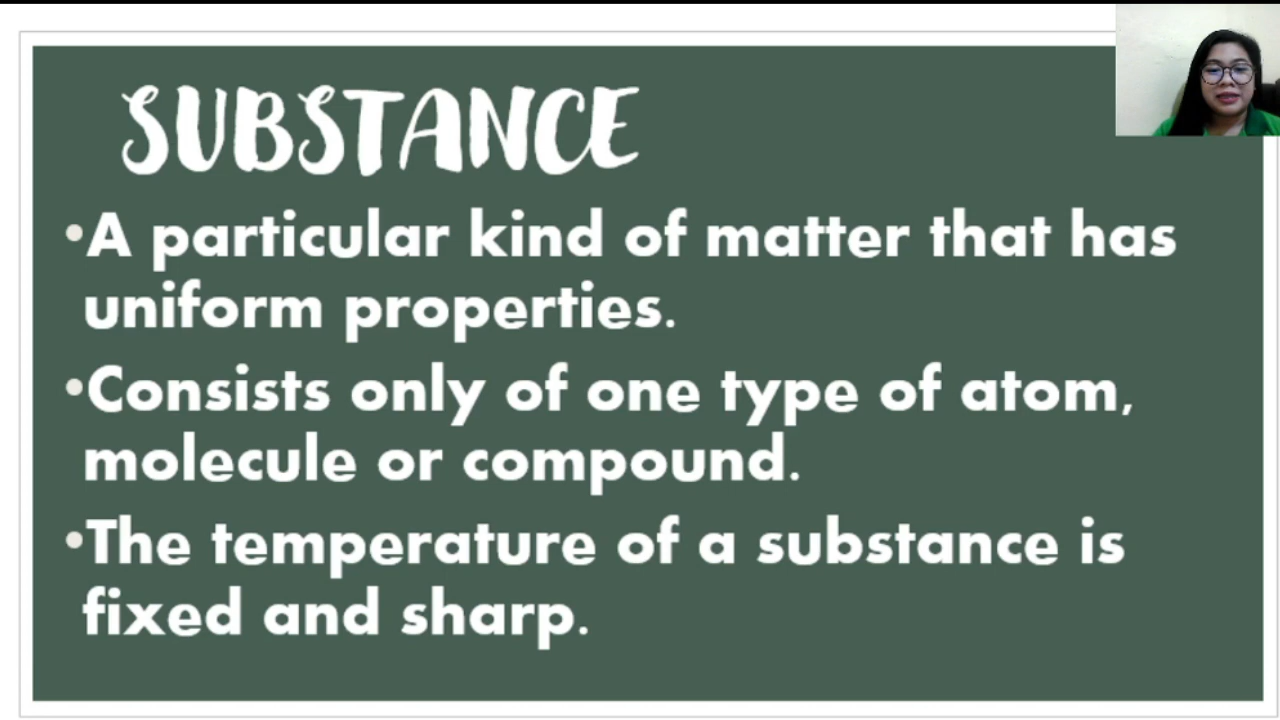 SUBSTANCE
•A particular kind of matter that has
uniform properties.
•Consists only of one type of atom,
molecule or compound.
•The temperature of a substance is
fixed and sharp.